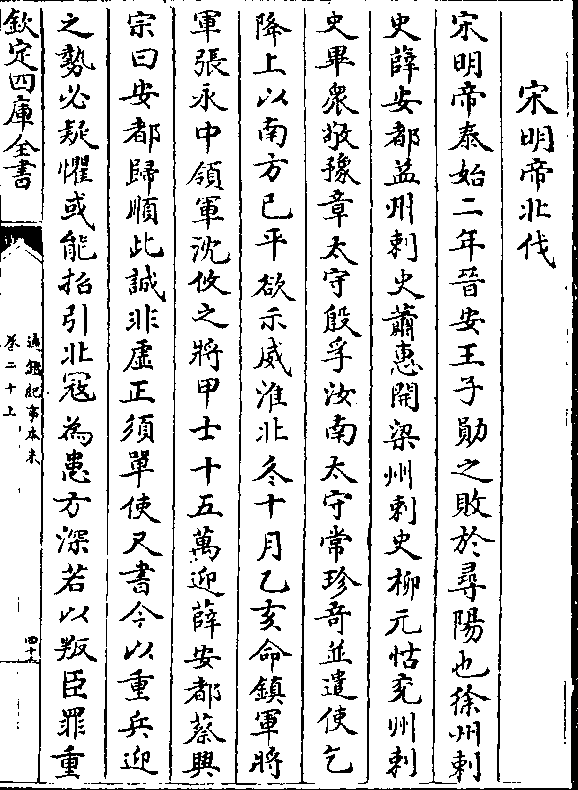 宋明帝北伐
宋明帝泰始二年晉安王子勛之敗於尋陽也徐州刺
史薛安都益州刺史蕭惠開梁州刺史柳元怙兗州刺
史畢衆敬豫章太守殷孚汝南太守常珍奇並遣使乞
降上以南方已平欲示威淮北冬十月乙亥命鎮軍將
軍張永中領軍沈攸之將甲士十五萬迎薛安都蔡興
宗曰安都歸順此誠非虛正須單使尺書今以重兵迎
之勢必疑懼或能招引北寇為患方深若以叛臣罪重
欽定四庫全書
通鑑紀事本末
卷二十上